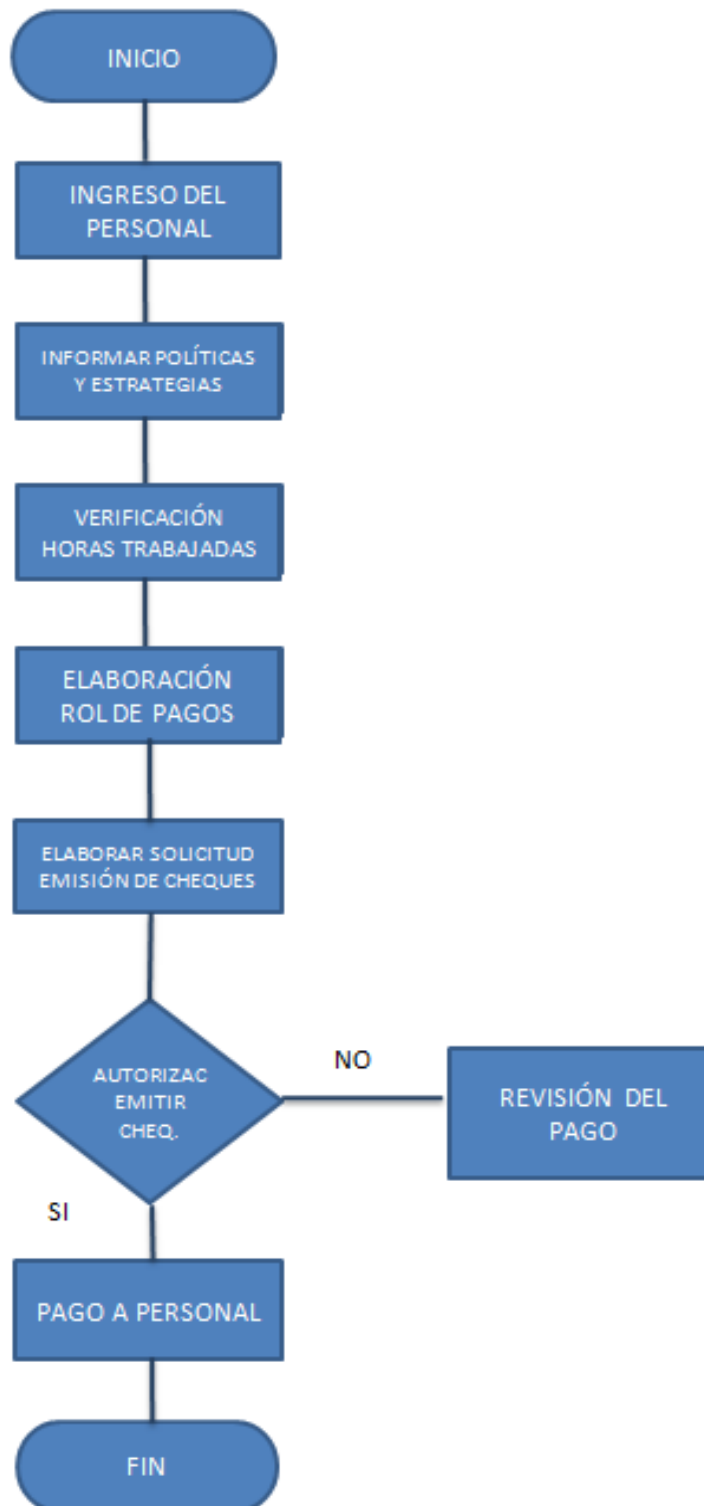 INICIO
INGRESO DEL
PERSONAL
INFORMAR POLÍTICAS
Y ESTRATEGIAS
VERIFICACIÓN
HORAS TRABAJADAS
ELABORACIÓN
ROL DE PAGOS
ELABORAR SOLICITUD
EMISIÓN DE CHEQUES
AUTORIZAC
EMITIR
CHEQ.
NO
REVISIÓN DEL
PAGO
SI
PAGO A PERSONAL
FIN